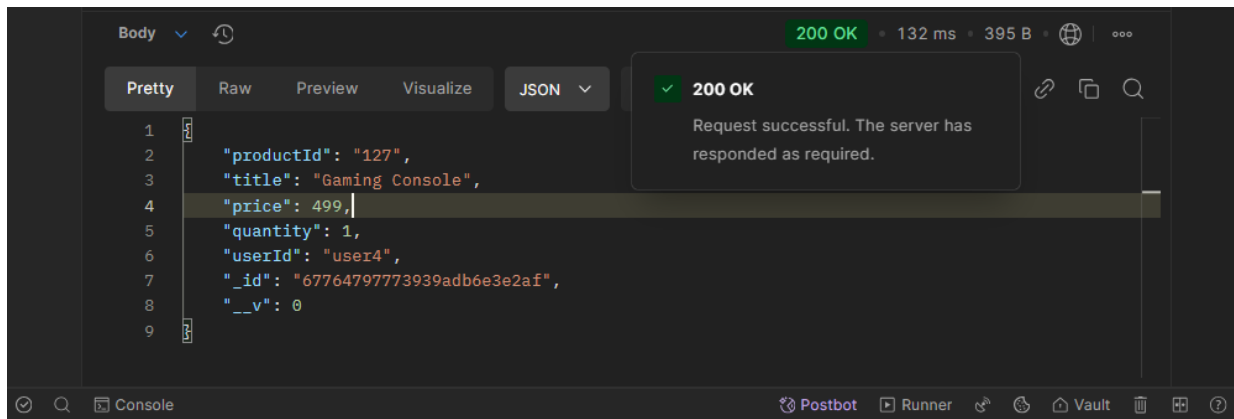 Body
200 OK • 132 ms • 395 B •
Pretty Raw Preview Visualize JSON
200 OK
Request successful. The server has
responded as required.
1 {
2 "productId": "127",
3 "title": "Gaming Console",
4 "price": 499,
5 "quantity": 1,
6 "userId": "user4",
7 "_id": "67764797773939adb6e3e2af",
8 "__v": 0
9 }
Console Postbot Runner Vault